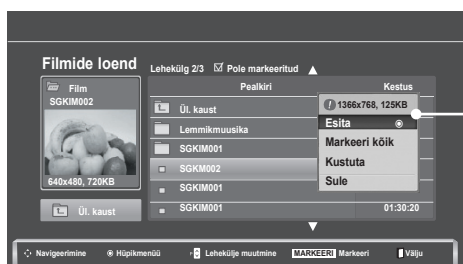 Filmide loend
Lehekülg 2/3 Pole markeeritud
Film
SGKIM002
640x480, 720KB
Ül. kaust
Pealkiri Kestus
Ül. kaust
Lemmikmuusika
SGKIM001
SGKM002
SGKIM001
SGKIM001 01:30:20
1366x768, 125KB
Esita
Markeeri kõik
Kustuta
Sule
Navigeerimine Hüpikmenüü Lehekülje muutmine MARKEERI Markeeri Välju